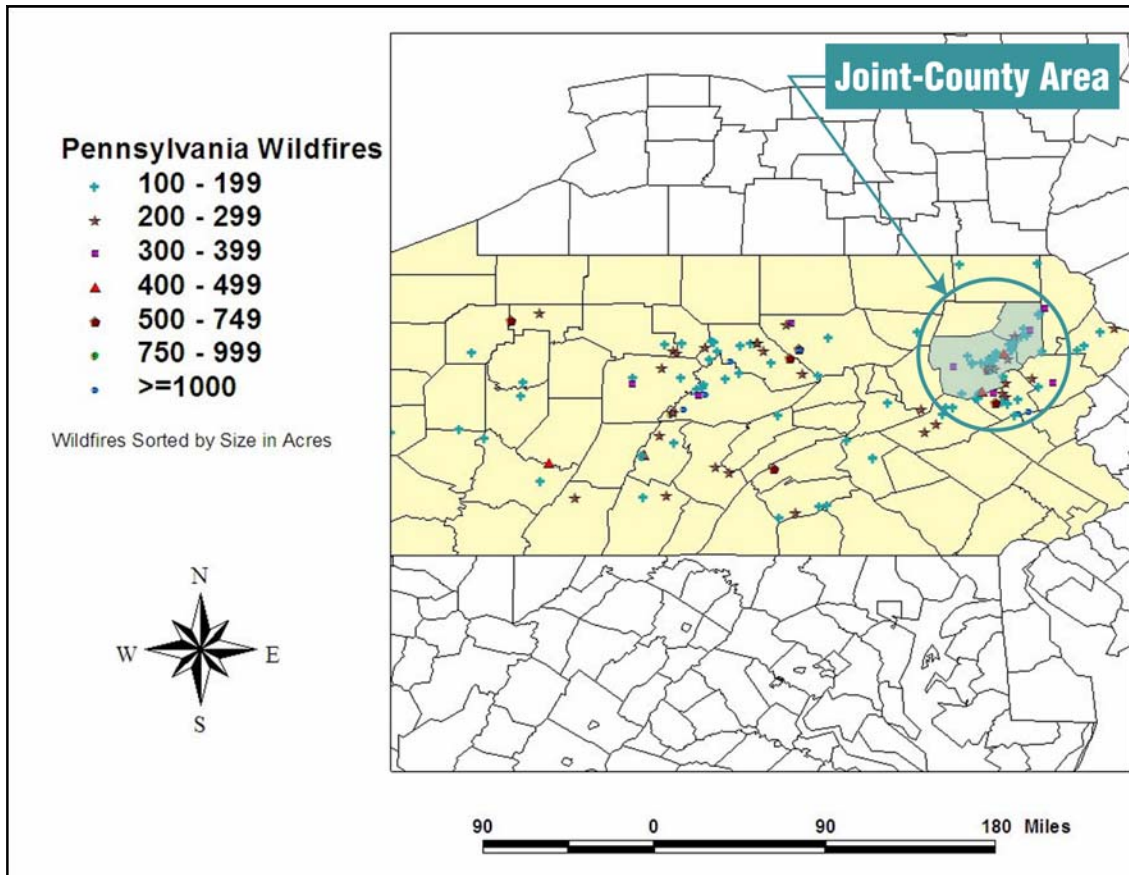 Joint-County Area
Pennsylvania Wildfires
100 - 199
200 - 299
300 - 399
400 - 499
500 - 749
750 - 999
>=1000
Wildfires Sorted by Size in Acres
N
W E
S
90 0 90 180 Miles